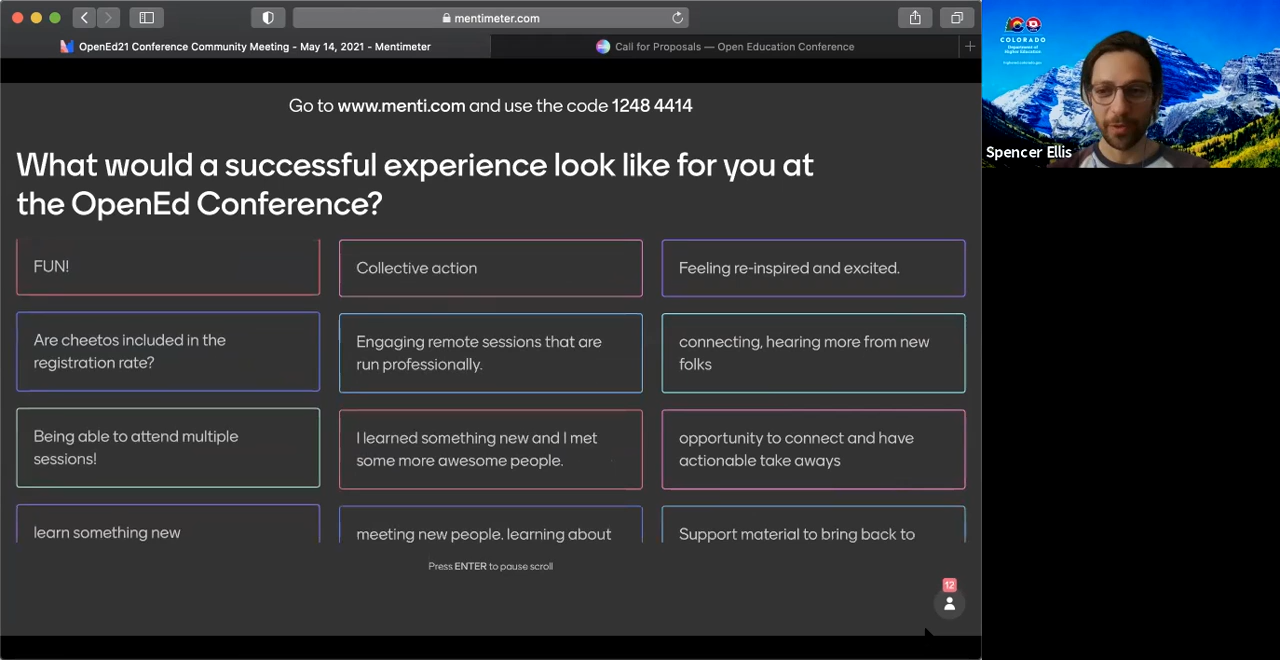 mentimeter.com
OpenEd21 Conference Community Meeting - May 14, 2021 - Mentimeter
Call for Proposals — Open Education Conference
Go to www.menti.com and use the code 1248 4414
What would a successful experience look like for you at
the OpenEd Conference?
FUN!
Collective action
Feeling re-inspired and excited.
Are cheetos included in the
registration rate?
Engaging remote sessions that are
run professionally.
connecting, hearing more from new
folks
Being able to attend multiple
sessions!
I learned something new and I met
some more awesome people.
opportunity to connect and have
actionable take aways
learn something new
meeting new people. learning about
Support material to bring back to
Press ENTER to pause scroll
12
COLORADO
Department of
Higher Education
Spencer Ellis